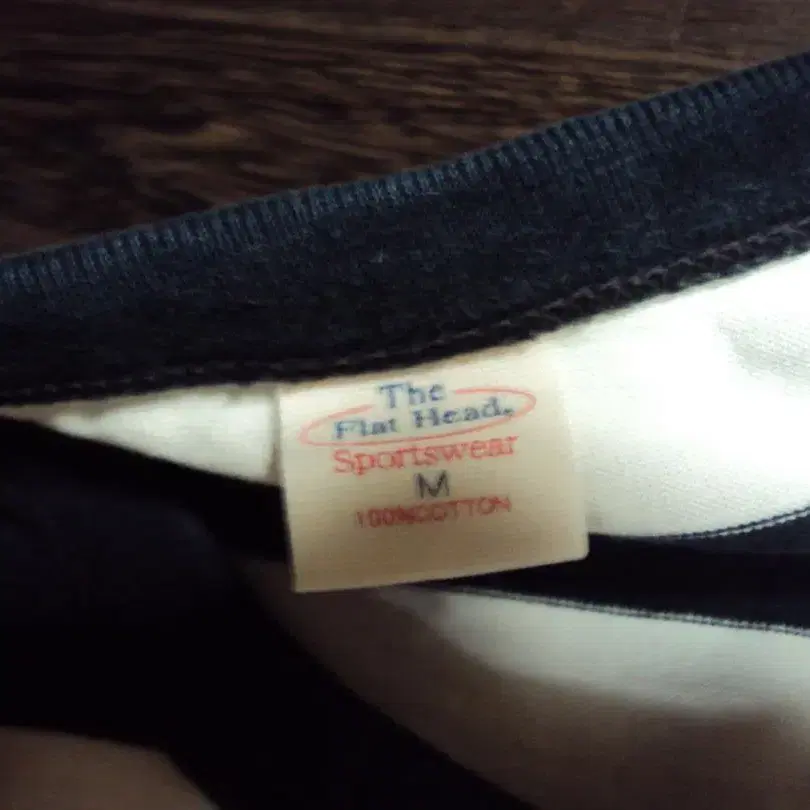 The
Flat Head.
Sportswear
M
100%COTTON